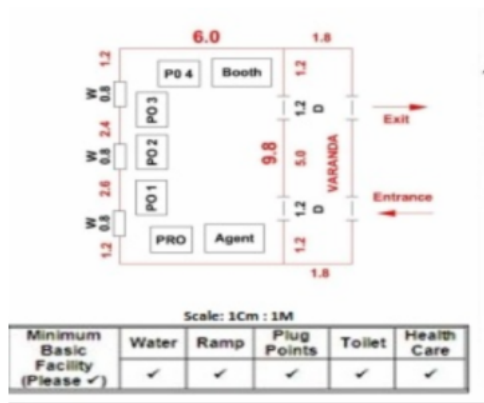 6.0
1.8
1.2
PO 4
Booth
1.2
W
0.8
PO 3
1.2
D
Exit
2.4
W
0.8
PO 2
9.8
5.0
VARANDA
2.6
PO 1
Entrance
W
0.8
1.2
D
PRO
Agent
1.2
1.2
1.8
Scale: 1Cm : 1M
Minimum Basic Facility (Please ✓)
Water
Ramp
Plug Points
Toilet
Health Care
✓ ✓ ✓ ✓ ✓